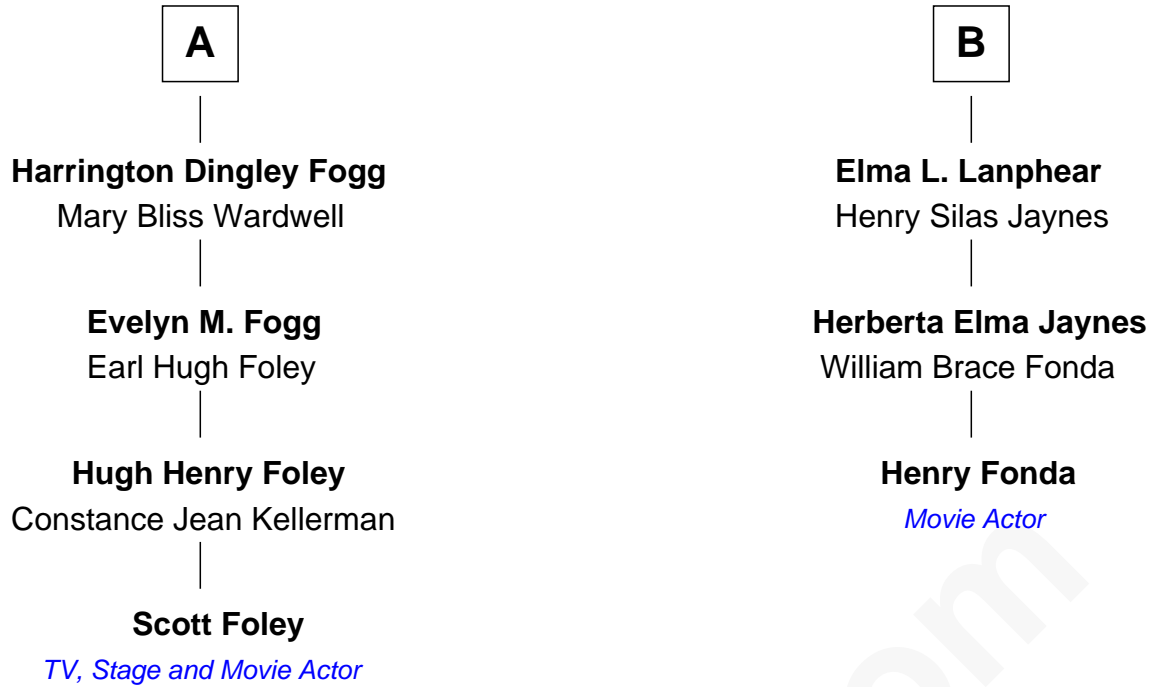 A
Harrington Dingley Fogg
Mary Bliss Wardwell
Evelyn M. Fogg
Earl Hugh Foley
Hugh Henry Foley
Constance Jean Kellerman
Scott Foley
TV, Stage and Movie Actor
B
Elma L. Lanphear
Henry Silas Jaynes
Herberta Elma Jaynes
William Brace Fonda
Henry Fonda
Movie Actor
om